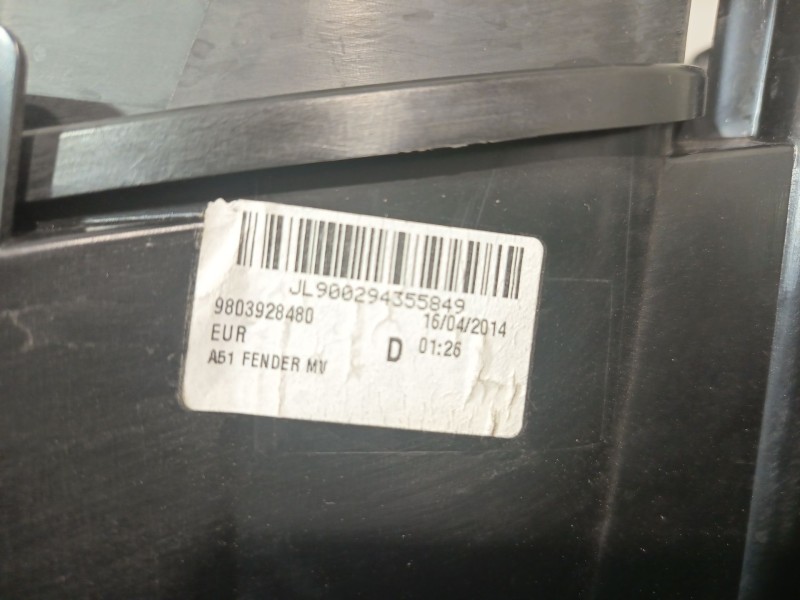 JL900294355849
9803928480 16/04/2014
EUR D 01:26
A51 FENDER MV